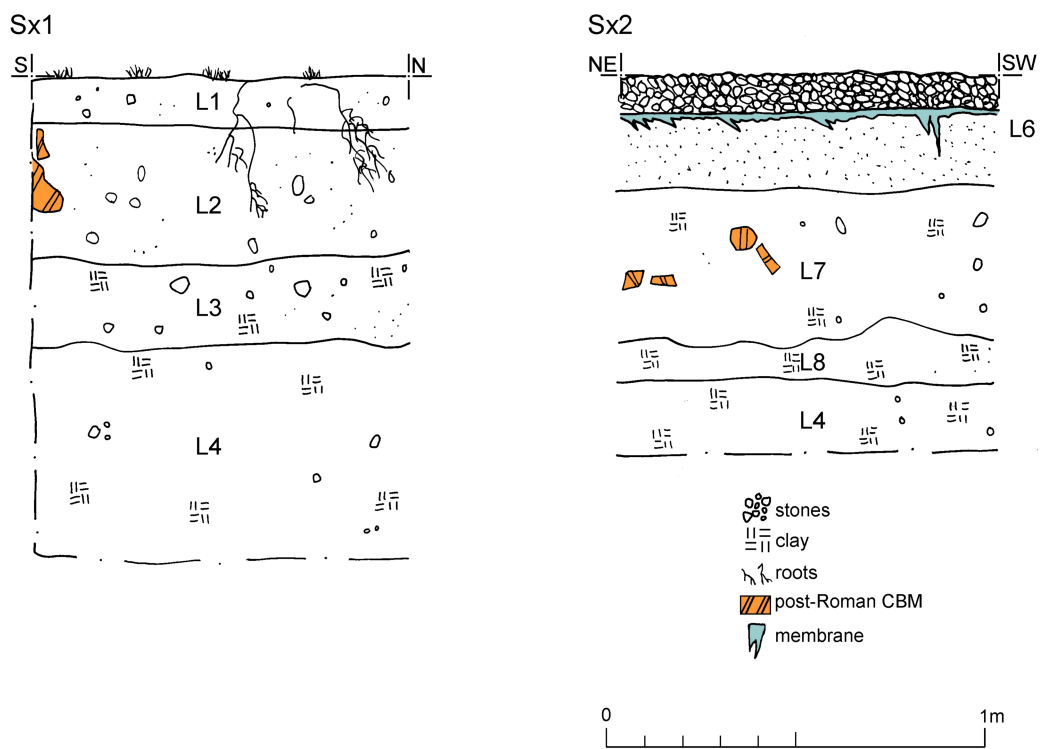 Sx1
S
N
L1
L2
L3
L4
Sx2
NE
SW
L6
L7
L8
L4
stones
clay
roots
post-Roman CBM
membrane
0
1m